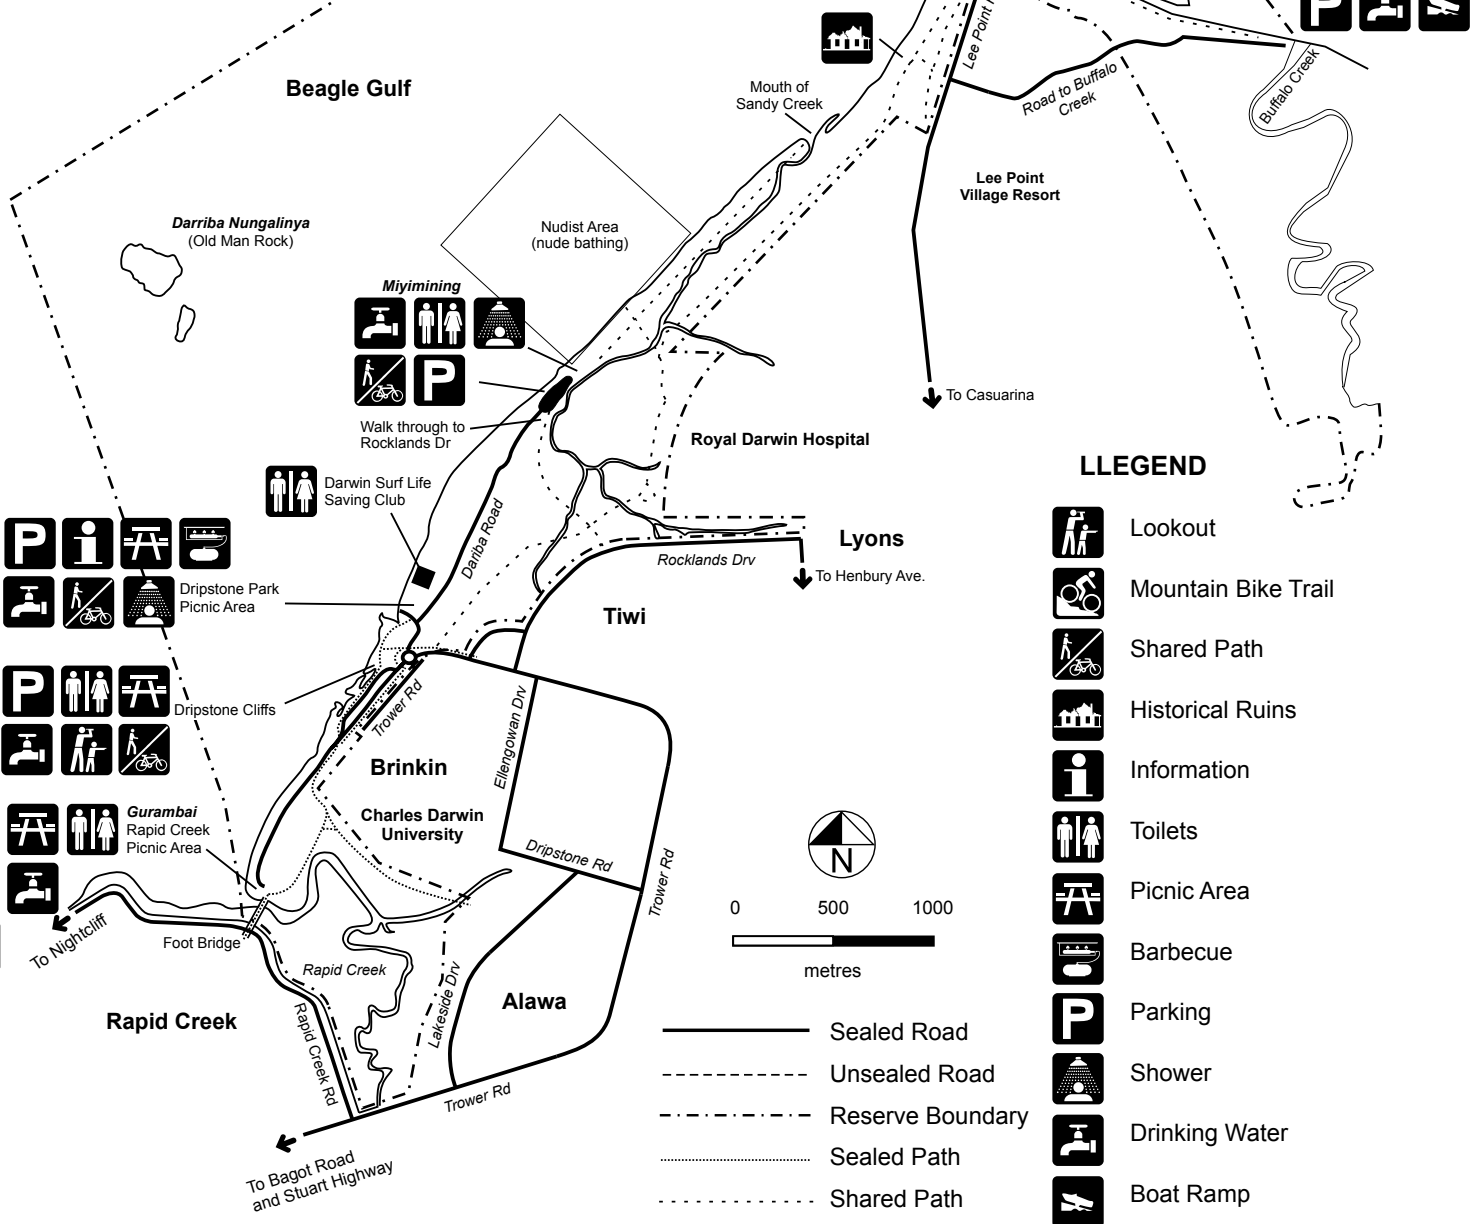 Beagle Gulf
Lee Point
P
Mouth of
Sandy Creek
Road to Buffalo
Creek
Buffalo Creek
Lee Point
Village Resort
Darriba Nungalinya
(Old Man Rock)
Nudist Area
(nude bathing)
Miyimining
P
Walk through to
Rocklands Dr
To Casuarina
Royal Darwin Hospital
Darwin Surf Life
Saving Club
Dariba Road
P
i
Dripstone Park
Picnic Area
Lyons
Rocklands Drv
To Henbury Ave.
Tiwi
P
Dripstone Cliffs
Trower Rd
Ellengowan Drv
Brinkin
Charles Darwin
University
Gurambai
Rapid Creek
Picnic Area
Dripstone Rd
Trower Rd
To Nightcliff
Foot Bridge
Rapid Creek
Rapid Creek
Rapid Creek Rd
Lakeside Drv
Alawa
Trower Rd
To Bagot Road
and Stuart Highway
N
0 500 1000
metres
Sealed Road
Unsealed Road
Reserve Boundary
Sealed Path
Shared Path
LLEGEND
Lookout
Mountain Bike Trail
Shared Path
Historical Ruins
i Information
Toilets
Picnic Area
Barbecue
P Parking
Shower
Drinking Water
Boat Ramp